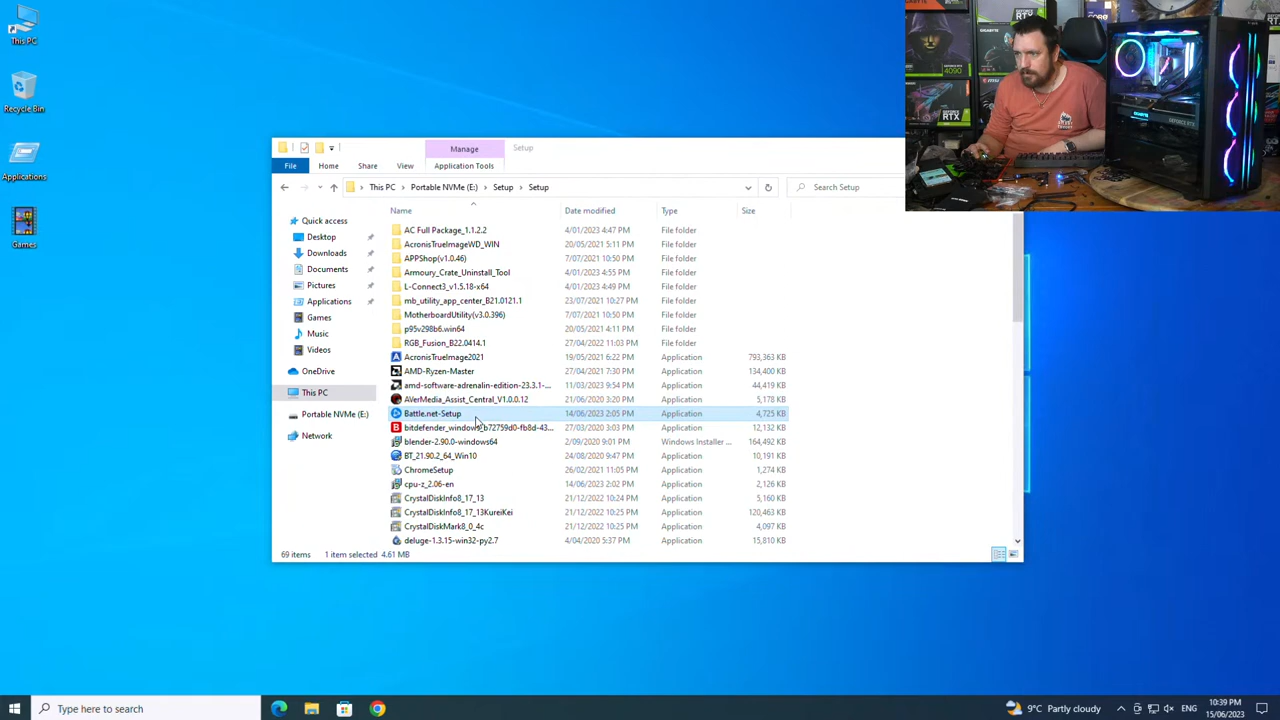 This PC
Recycle Bin
Applications
Games
Manage
Setup
File
Home
Share
View
Application Tools
This PC
Portable NVMe (E:)
Setup
Setup
Search Setup
Name
Date modified
Type
Size
Quick access
Desktop
Downloads
Documents
Pictures
Applications
Games
Music
Videos
OneDrive
This PC
Portable NVMe (E:)
Network
AC Full Package_1.1.2.2 4/01/2023 4:47 PM File folder
AcronisTrueImageWD_WIN 20/05/2021 5:11 PM File folder
APPShop(v1.0.46) 7/07/2021 10:50 PM File folder
Armoury_Crate_Uninstall_Tool 4/01/2023 4:55 PM File folder
L-Connect3_v1.5.18-x64 4/01/2023 4:49 PM File folder
mb_utility_app_center_B21.0121.1 23/07/2021 10:27 PM File folder
MotherboardUtility(v3.0.396) 7/07/2021 10:50 PM File folder
p95v298b6.win64 20/05/2021 4:11 PM File folder
RGB_Fusion_B22.0414.1 27/04/2022 11:03 PM File folder
AcronisTrueImage2021 19/05/2021 6:22 PM Application 793,363 KB
AMD-Ryzen-Master 27/04/2021 7:30 PM Application 134,400 KB
amd-software-adrenalin-edition-23.3.1-... 11/03/2023 9:54 PM Application 44,419 KB
AVerMedia_Assist_Central_V1.0.0.12 21/06/2020 3:20 PM Application 5,178 KB
Battle.net-Setup 14/06/2023 2:05 PM Application 4,725 KB
bitdefender_windows_b72759d0-fb8d-43... 27/03/2020 3:03 PM Application 12,132 KB
blender-2.90.0-windows64 2/09/2020 9:01 PM Windows Installer ... 164,492 KB
BT_21.90.2_64_Win10 24/08/2020 9:47 PM Application 10,191 KB
ChromeSetup 26/02/2021 11:05 PM Application 1,274 KB
cpu-z_2.06-en 14/06/2023 2:02 PM Application 2,126 KB
CrystalDiskInfo8_17_13 21/12/2022 10:24 PM Application 5,160 KB
CrystalDiskInfo8_17_13KureiKei 21/12/2022 10:25 PM Application 120,463 KB
CrystalDiskMark8_0_4c 21/12/2022 10:25 PM Application 4,097 KB
deluge-1.3.15-win32-py2.7 4/04/2020 5:37 PM Application 15,810 KB
69 items
1 item selected 4.61 MB
Type here to search
9°C Partly cloudy
ENG
10:39 PM
15/06/2023
RTX
4090
RTX